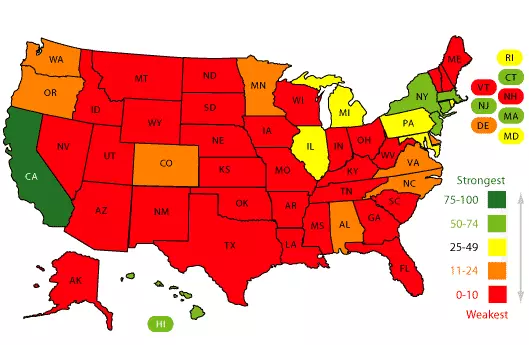 WA
MT
ND
MN
ME
RI
CT
VT
NH
NJ
MA
DE
MD
OR
ID
SD
WI
MI
NY
WY
IA
PA
NE
NV
UT
CO
IL
IN
OH
WV
VA
CA
KS
MO
KY
NC
TN
AZ
NM
OK
AR
SC
MS
AL
GA
TX
LA
FL
AK
HI
Strongest
75-100
50-74
25-49
11-24
0-10
Weakest